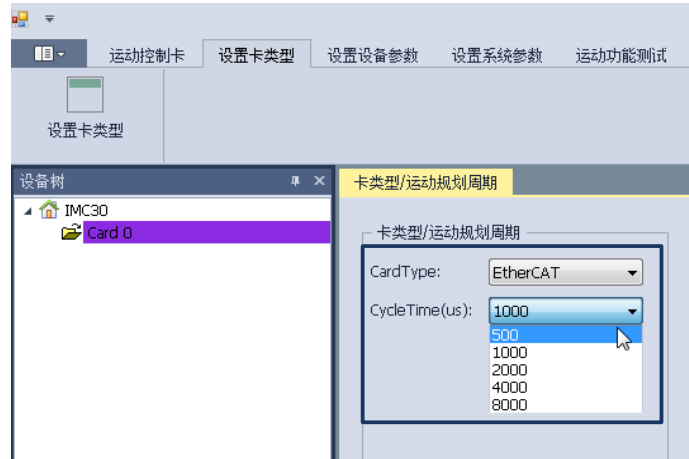 运动控制卡 设置卡类型 设置设备参数 设置系统参数 运动功能测试
设置卡类型
设备树
卡类型/运动规划周期
IMC30
Card 0
卡类型/运动规划周期
CardType: EtherCAT
CycleTime(us): 1000
500
1000
2000
4000
8000